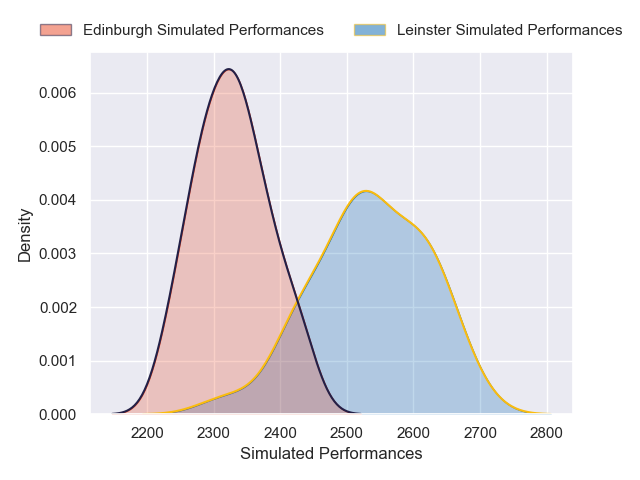 Edinburgh Simulated Performances
Leinster Simulated Performances
Density
0.006
0.005
0.004
0.003
0.002
0.001
0.000
2200 2300 2400 2500 2600 2700 2800
Simulated Performances